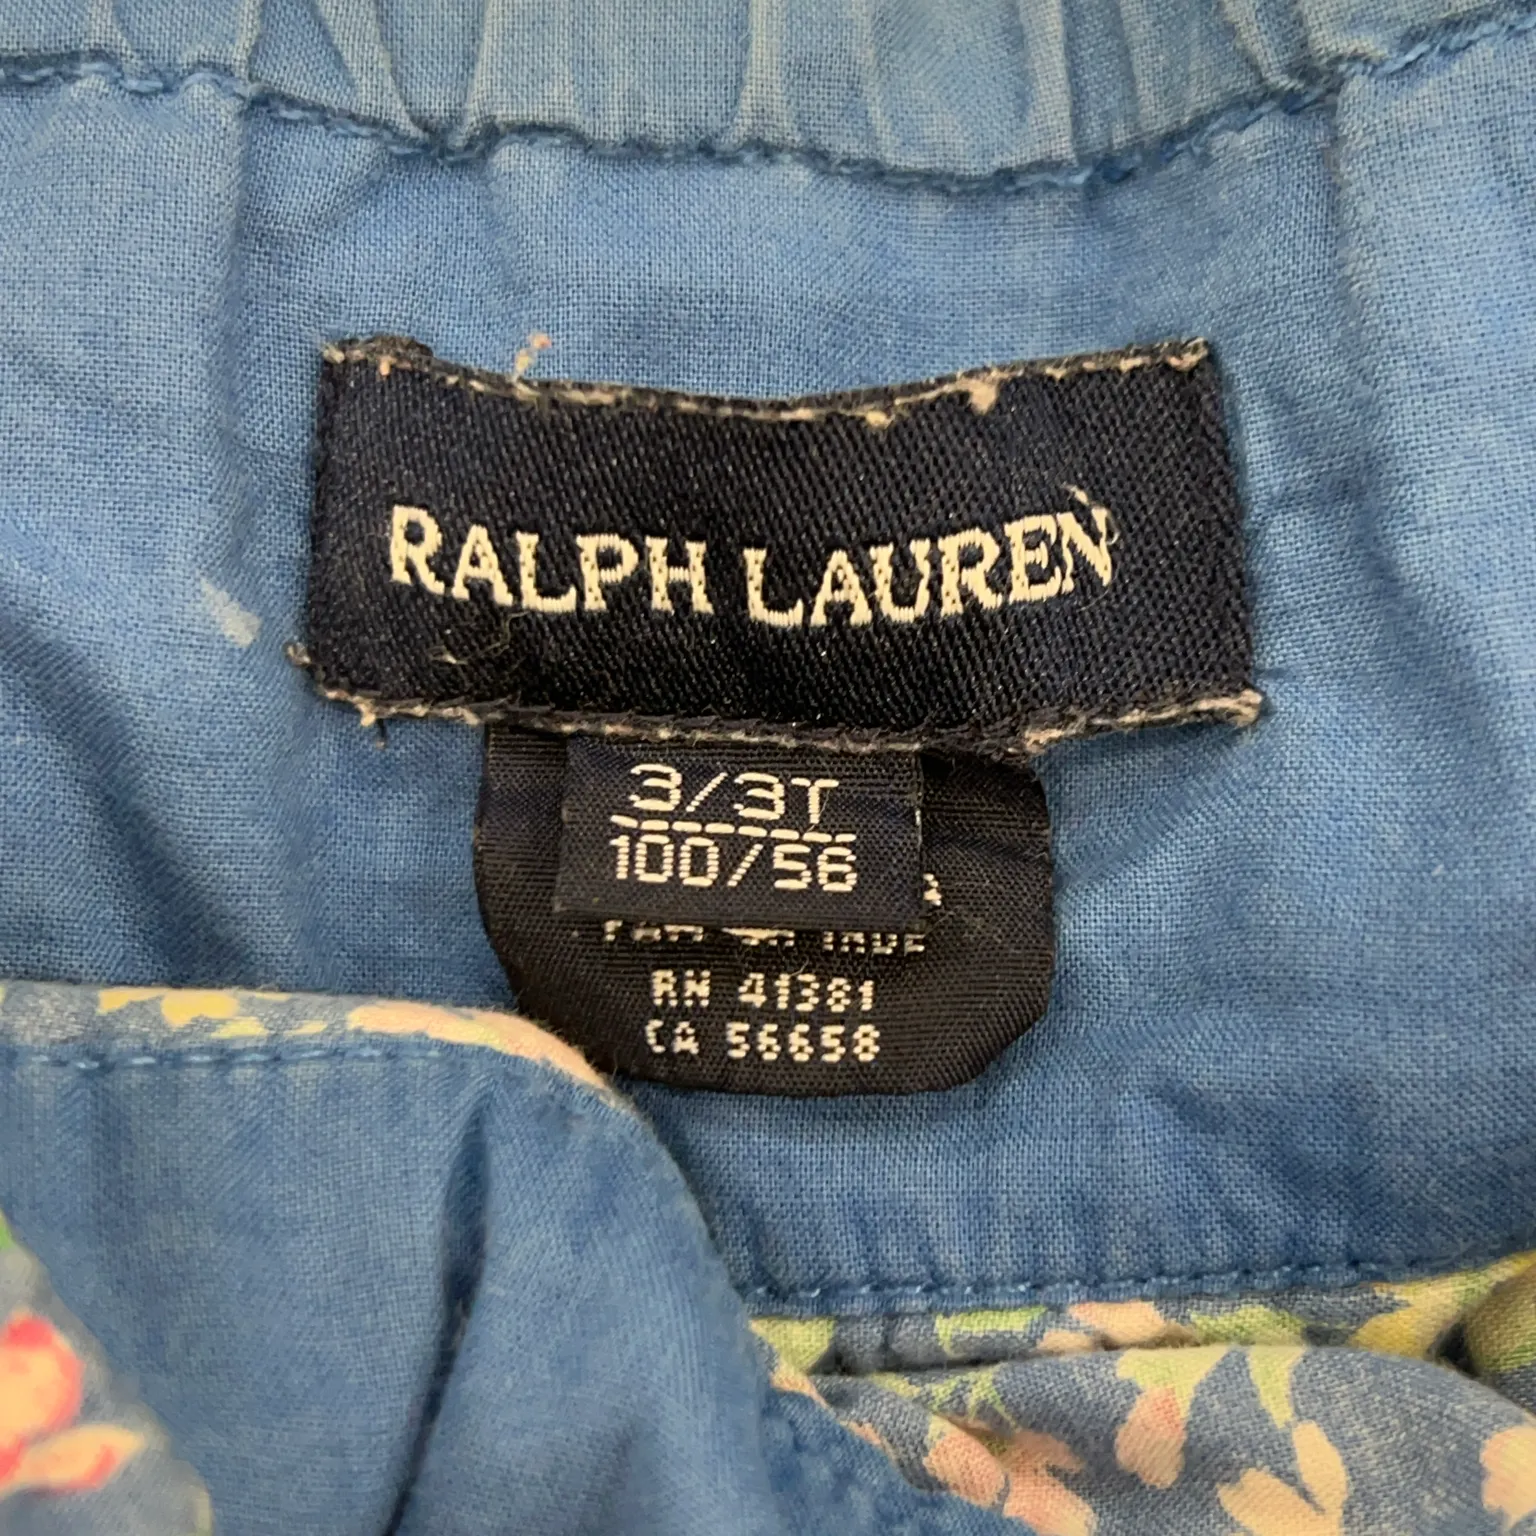 RALPH LAUREN
3/3T
100/56
RN 41381
CA 56658